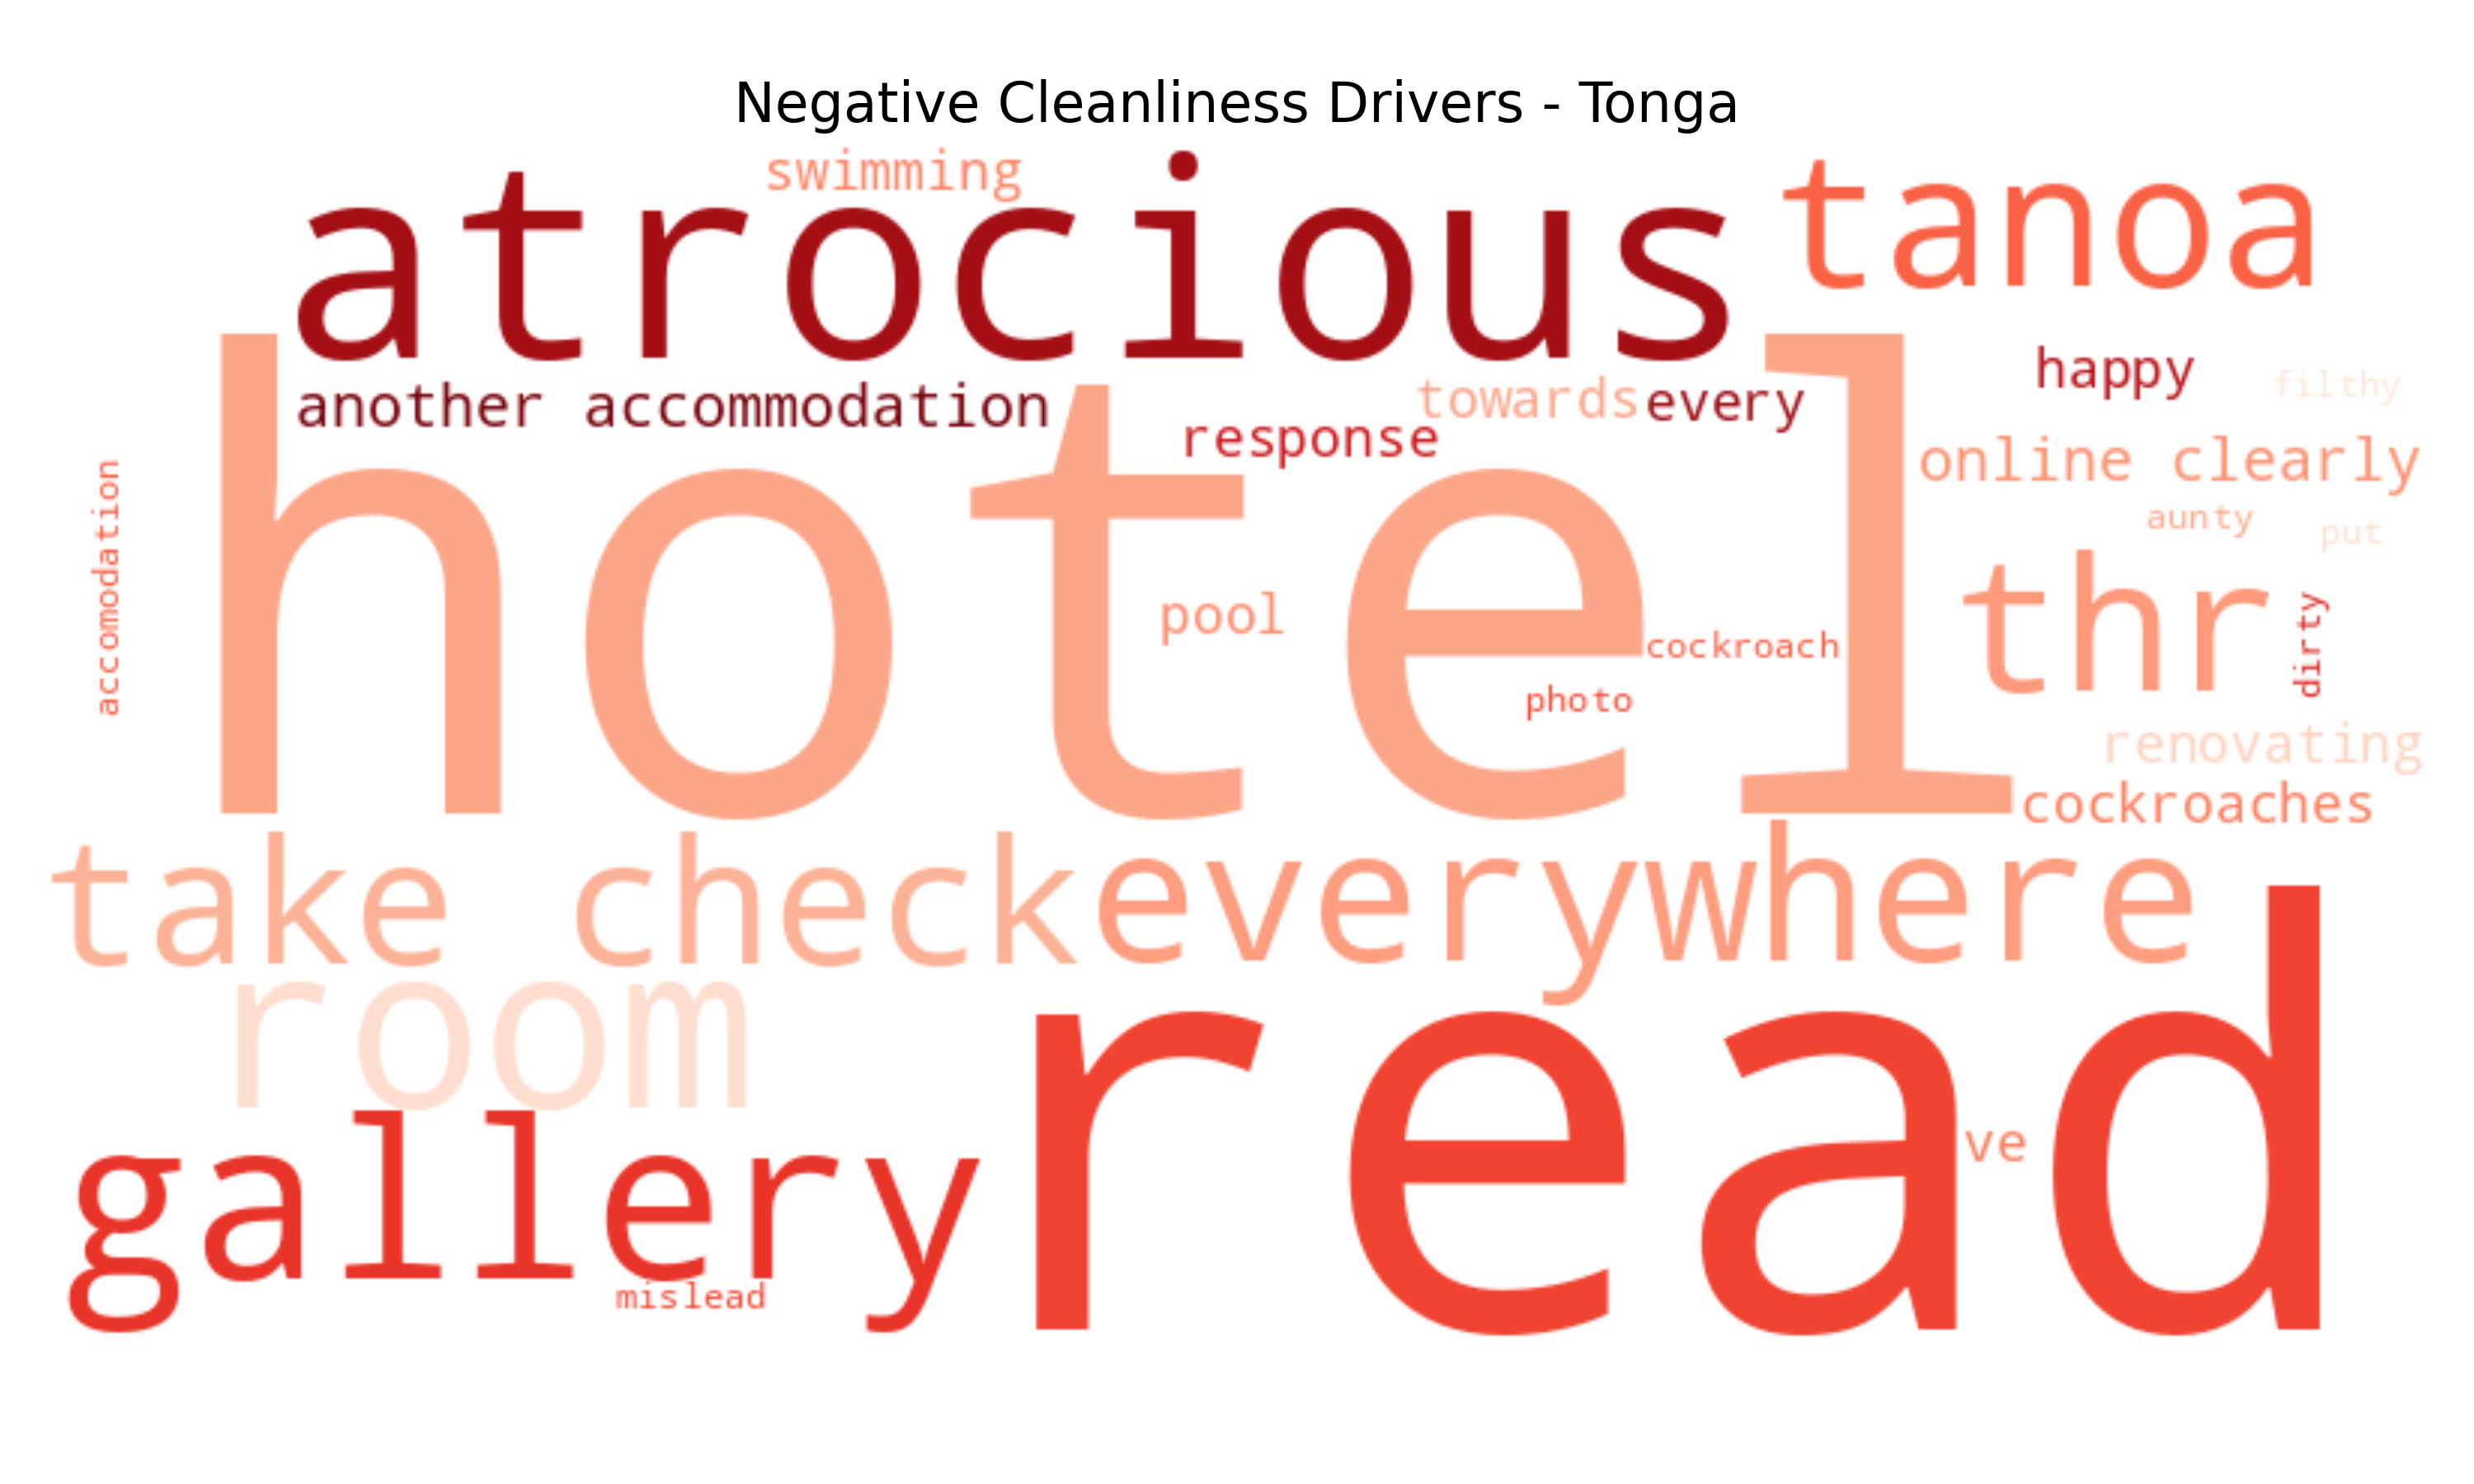 Negative Cleanliness Drivers - Tonga
swimming
atrocious
tanoa
happy
filthy
another accommodation
towards
every
response
online clearly
accomodation
hotel
aunty
put
pool
thr
cockroach
dirty
photo
renovating
cockroaches
take check
everywhere
room
read
gallery
ve
mislead